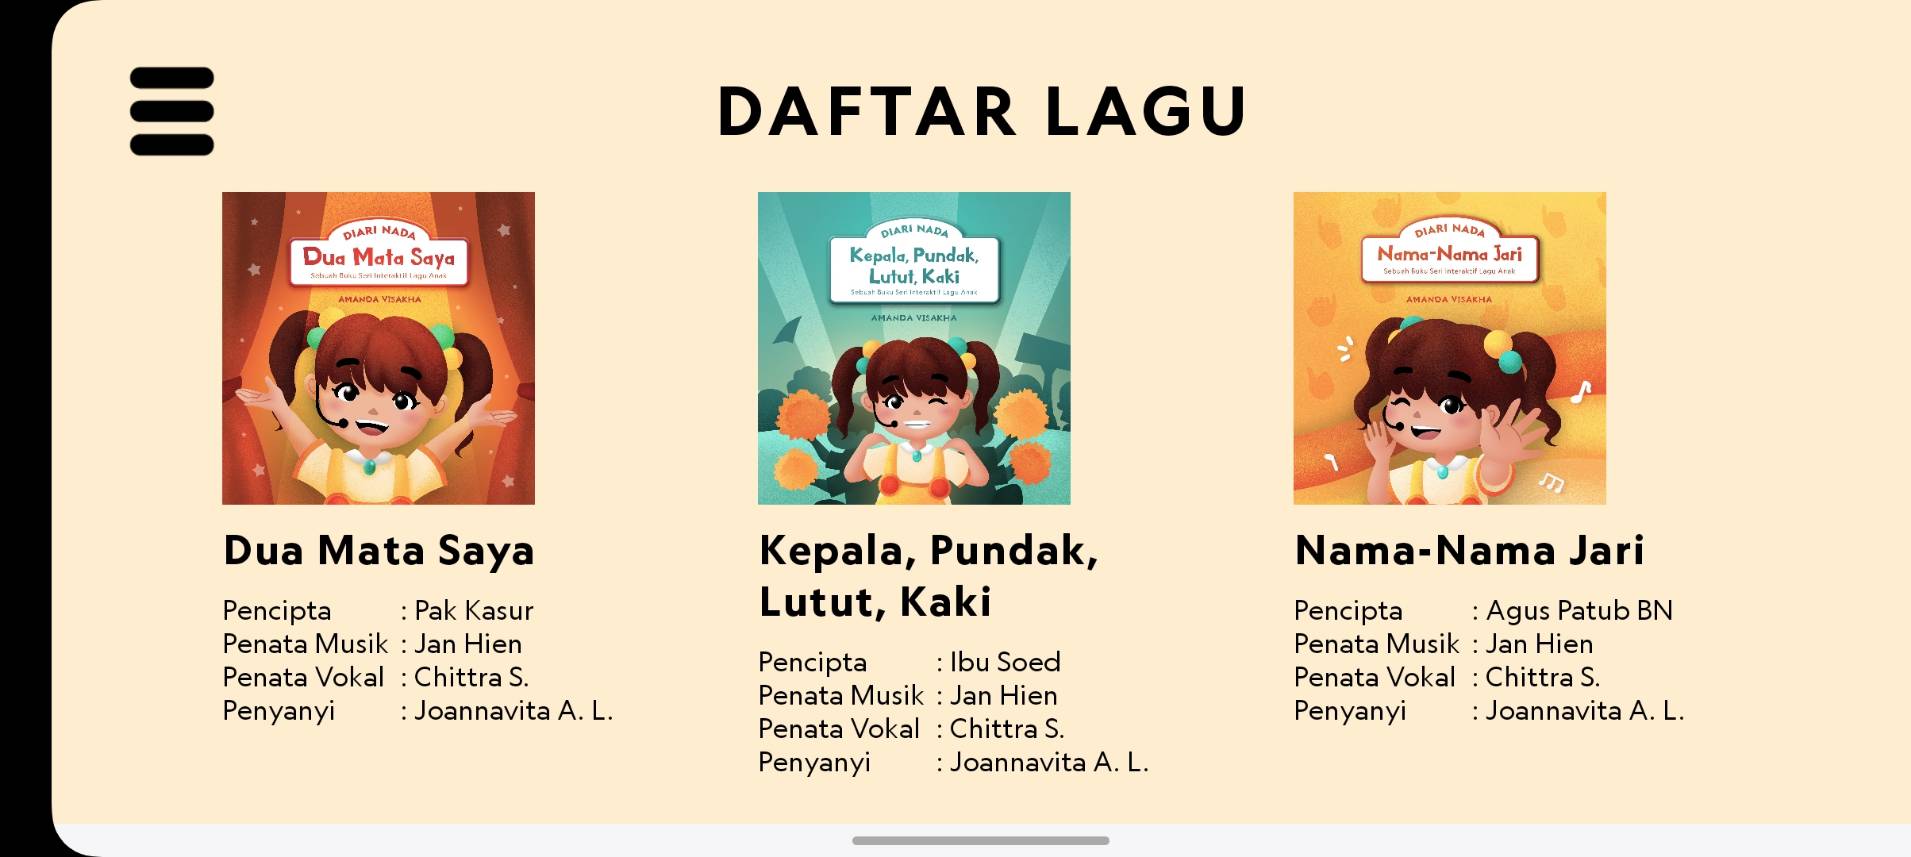 DAFTAR LAGU
DIARI NADA
Dua Mata Saya
Sebuah Buku Seri Interaktif Lagu Anak
AMANDA VISAKHA
Dua Mata Saya
Pencipta : Pak Kasur
Penata Musik : Jan Hien
Penata Vokal : Chittra S.
Penyanyi : Joannavita A. L.
DIARI NADA
Kepala, Pundak,
Lutut, Kaki
Sebuah Buku Seri Interaktif Lagu Anak
AMANDA VISAKHA
Kepala, Pundak,
Lutut, Kaki
Pencipta : Ibu Soed
Penata Musik : Jan Hien
Penata Vokal : Chittra S.
Penyanyi : Joannavita A. L.
DIARI NADA
Nama-Nama Jari
Sebuah Buku Seri Interaktif Lagu Anak
AMANDA VISAKHA
Nama-Nama Jari
Pencipta : Agus Patub BN
Penata Musik : Jan Hien
Penata Vokal : Chittra S.
Penyanyi : Joannavita A. L.